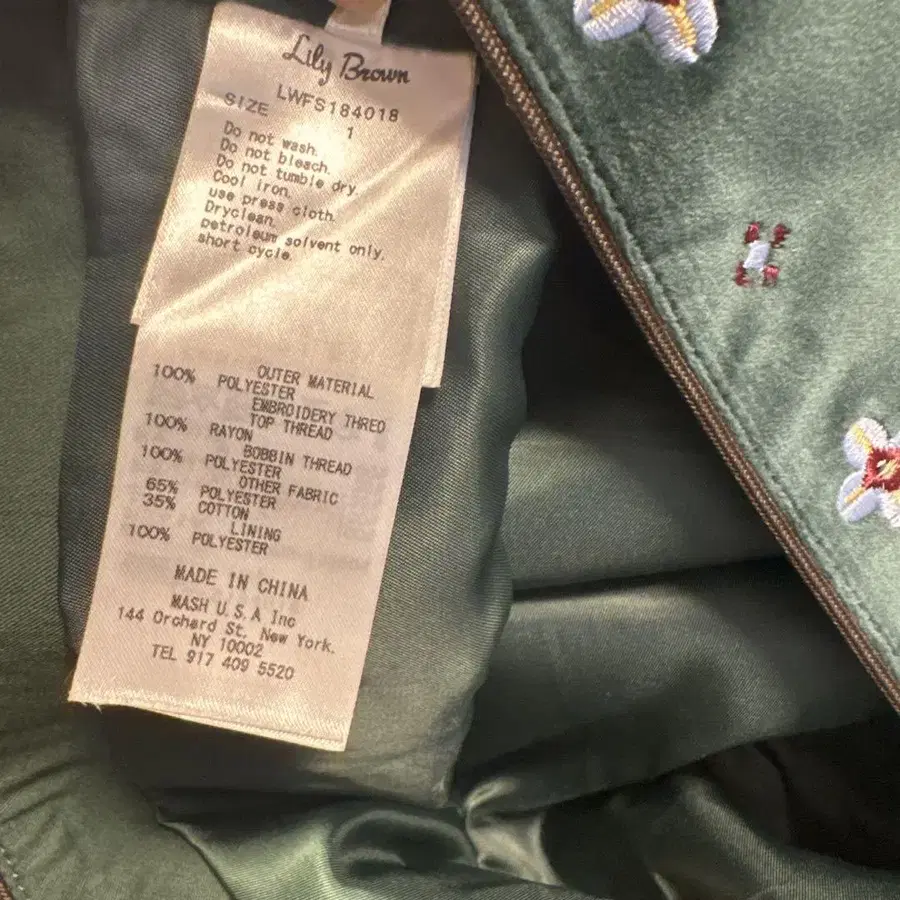 Lily Brown
LWFS184018
SIZE 1
Do not wash.
Do not bleach.
Do not tumble dry.
Cool iron.
use press cloth.
Dryclean.
petroleum solvent only.
short cycle.
OUTER MATERIAL
100% POLYESTER
EMBROIDERY THRED
TOP THREAD
100% RAYON
BOBBIN THREAD
100% POLYESTER
OTHER FABRIC
65% POLYESTER
35% COTTON
LINING
100% POLYESTER
MADE IN CHINA
MASH U.S.A Inc
144 Orchard St, New York.
NY 10002
TEL 917 409 5520